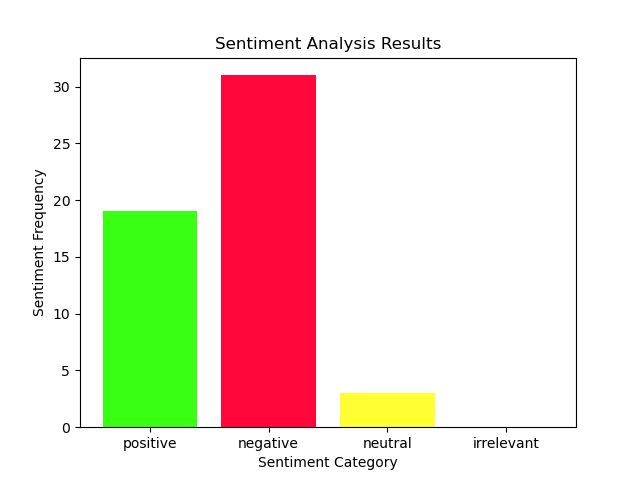 Sentiment Analysis Results
Sentiment Frequency
30
25
20
15
10
5
0
positive negative neutral irrelevant
Sentiment Category